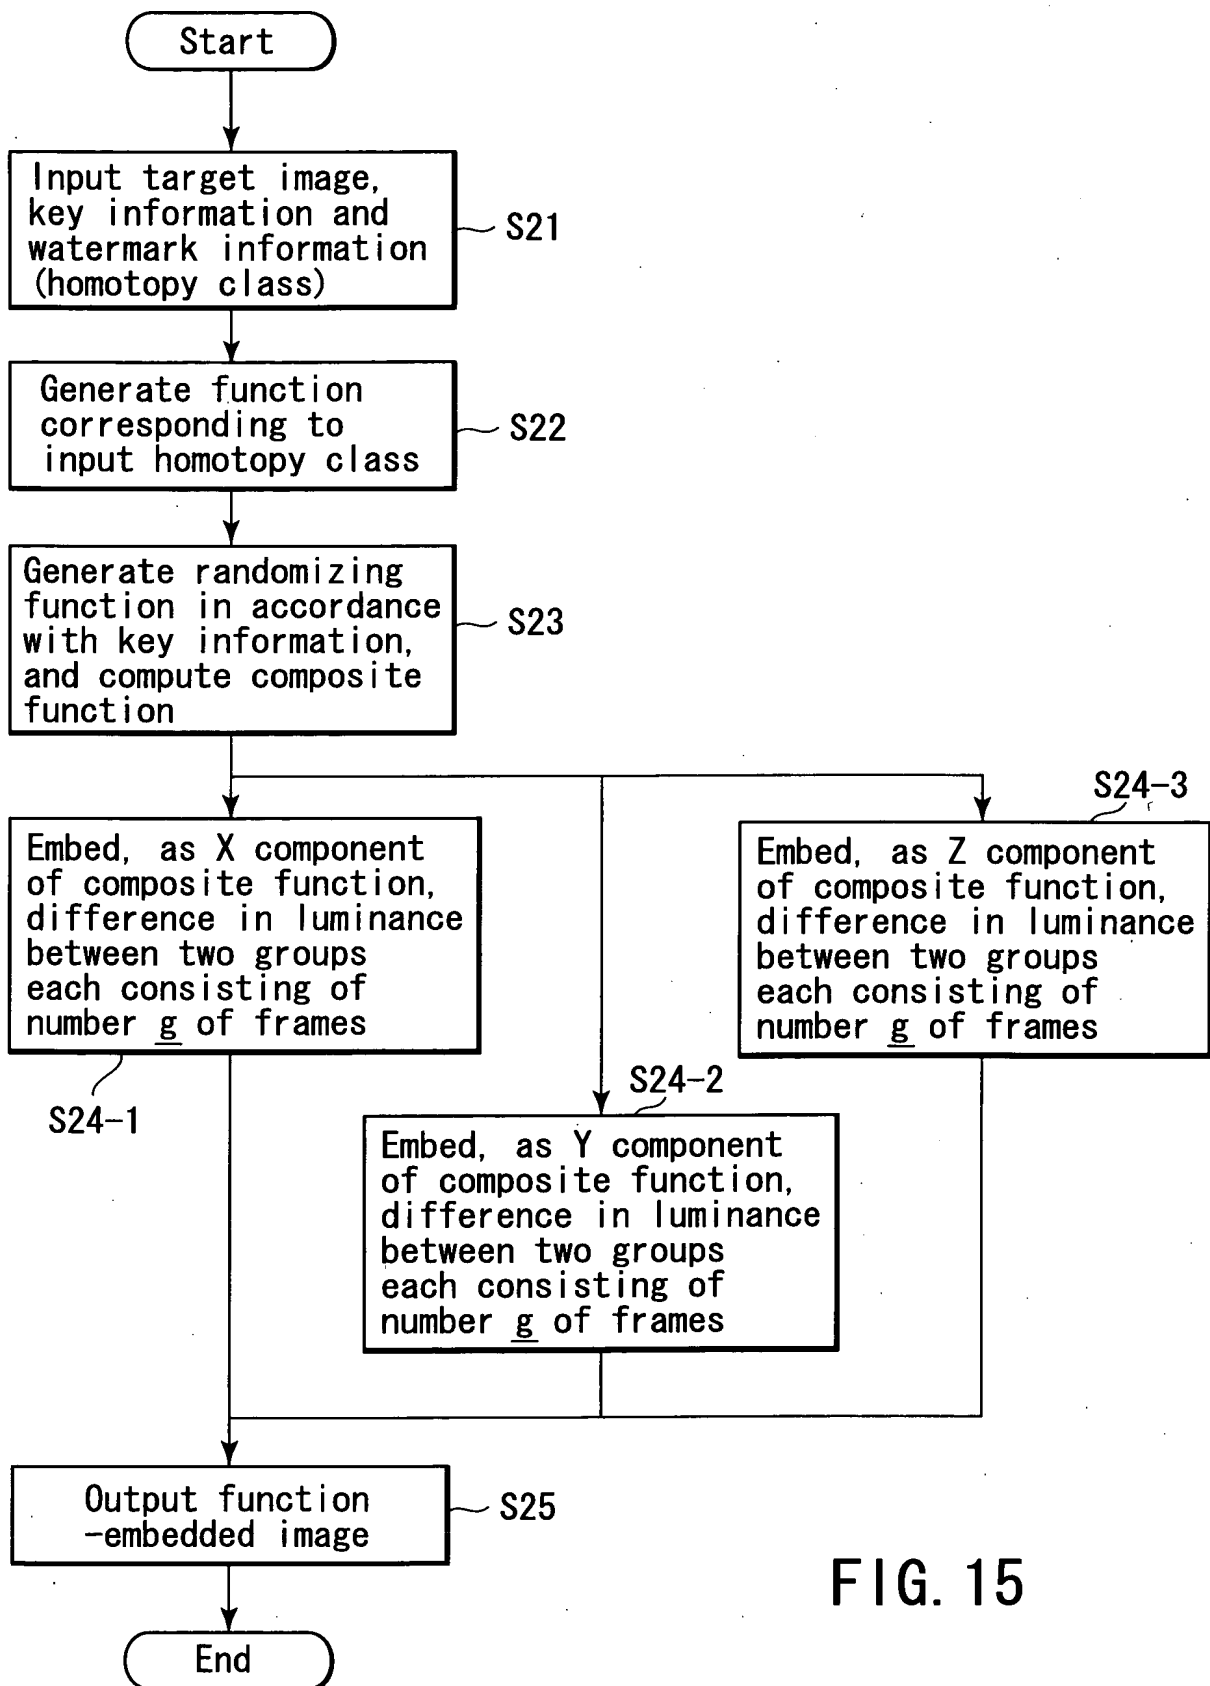 Start
Input target image,
key information and
watermark information
(homotopy class)
S21
Generate function
corresponding to
input homotopy class
S22
Generate randomizing
function in accordance
with key information,
and compute composite
function
S23
Embed, as X component
of composite function,
difference in luminance
between two groups
each consisting of
number g of frames
S24-1
Embed, as Y component
of composite function,
difference in luminance
between two groups
each consisting of
number g of frames
S24-2
Embed, as Z component
of composite function,
difference in luminance
between two groups
each consisting of
number g of frames
S24-3
Output function
-embedded image
S25
End
FIG. 15